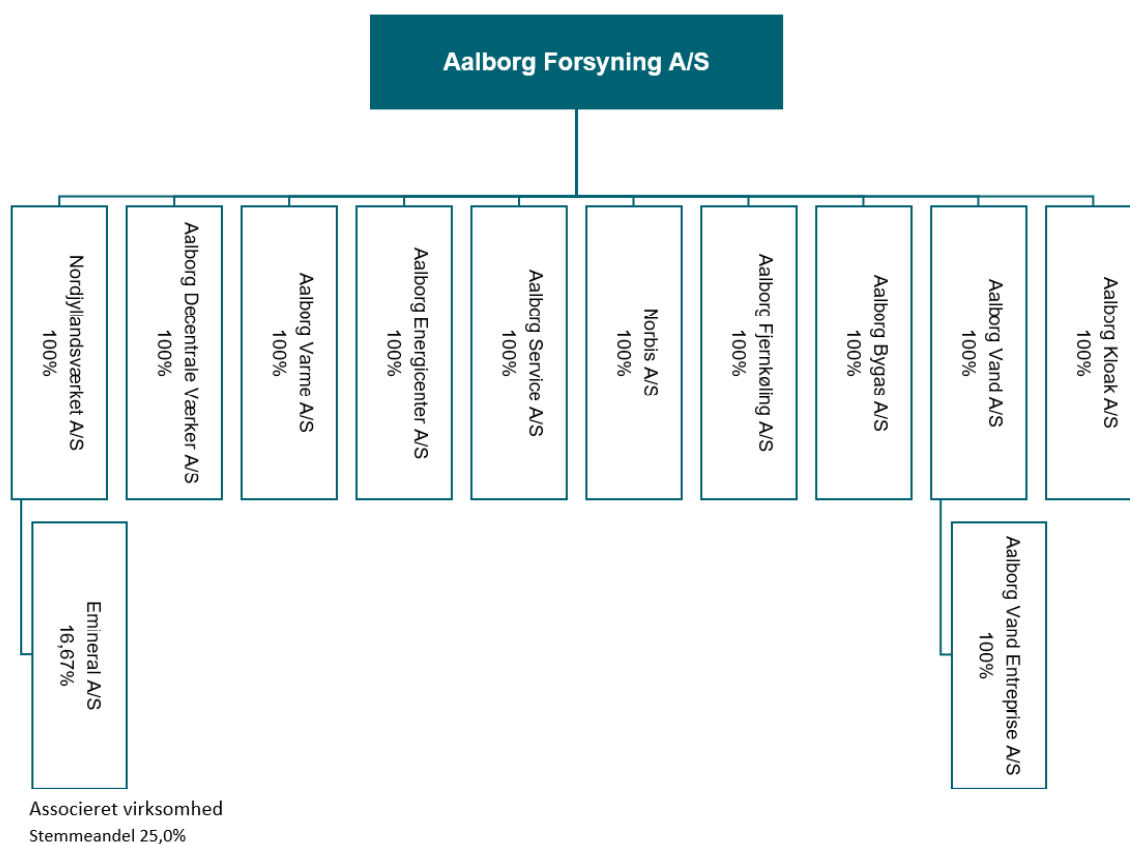 Aalborg Forsyning A/S
Nordjyllandsværket A/S
100%
Aalborg Decentrale Værker A/S
100%
Aalborg Varme A/S
100%
Aalborg Energicenter A/S
100%
Aalborg Service A/S
100%
Norbis A/S
100%
Aalborg Fjernkøling A/S
100%
Aalborg Bygas A/S
100%
Aalborg Vand A/S
100%
Aalborg Kloak A/S
100%
Emineral A/S
16,67%
Aalborg Vand Entreprise A/S
100%
Associeret virksomhed
Stemmeandel 25,0%